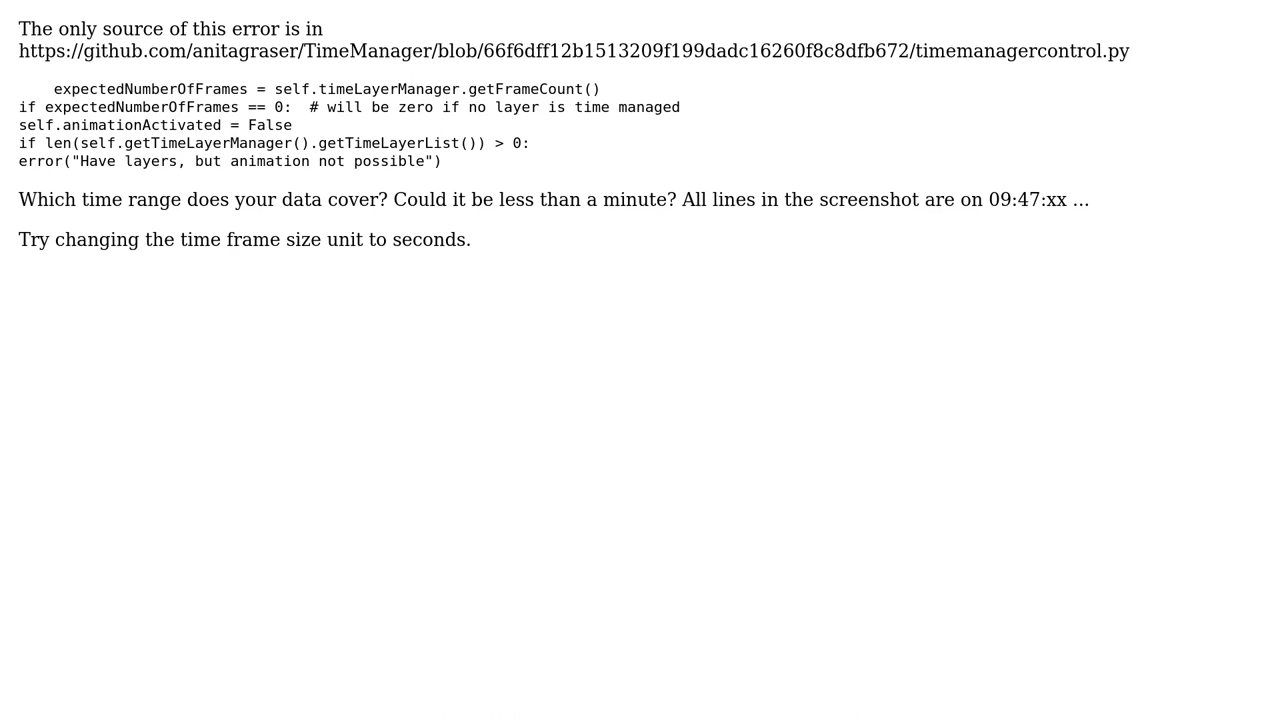 The only source of this error is in
https://github.com/anitagraser/TimeManager/blob/66f6dff12b1513209f199dadc16260f8c8dfb672/timemanagercontrol.py
    expectedNumberOfFrames = self.timeLayerManager.getFrameCount()
if expectedNumberOfFrames == 0:  # will be zero if no layer is time managed
self.animationActivated = False
if len(self.getTimeLayerManager().getTimeLayerList()) > 0:
error("Have layers, but animation not possible")
Which time range does your data cover? Could it be less than a minute? All lines in the screenshot are on 09:47:xx ...
Try changing the time frame size unit to seconds.